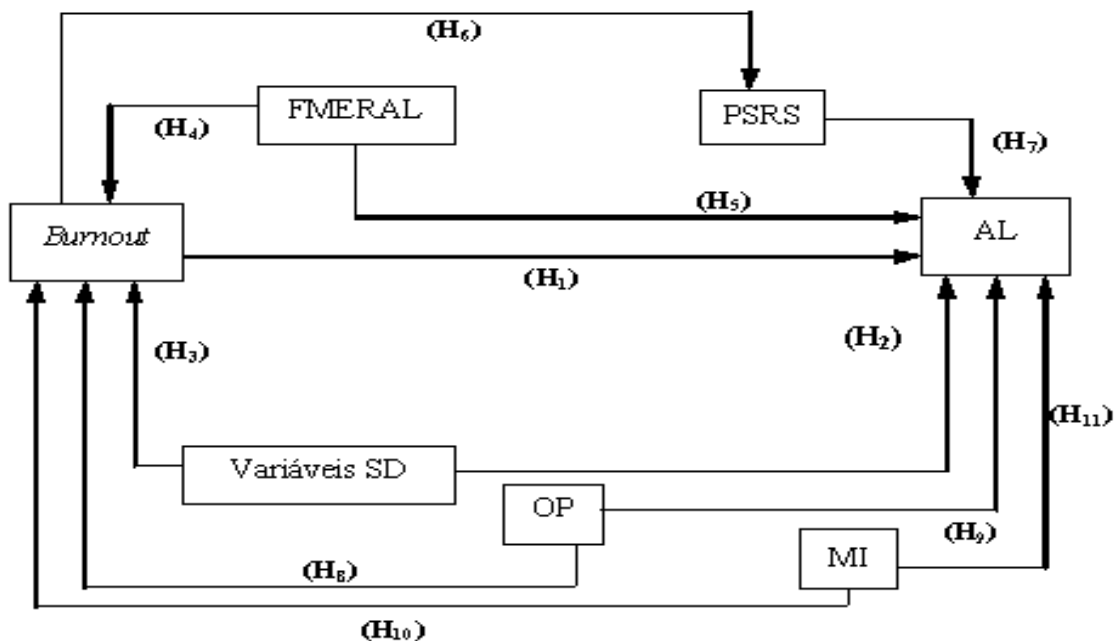 (H₆)
FMERAL
PSRS
(H₄)
(H₇)
(H₅)
Burnout
AL
(H₁)
(H₃)
(H₂)
(H₁₁)
Variáveis SD
OP
(H₉)
MI
(H₈)
(H₁₀)